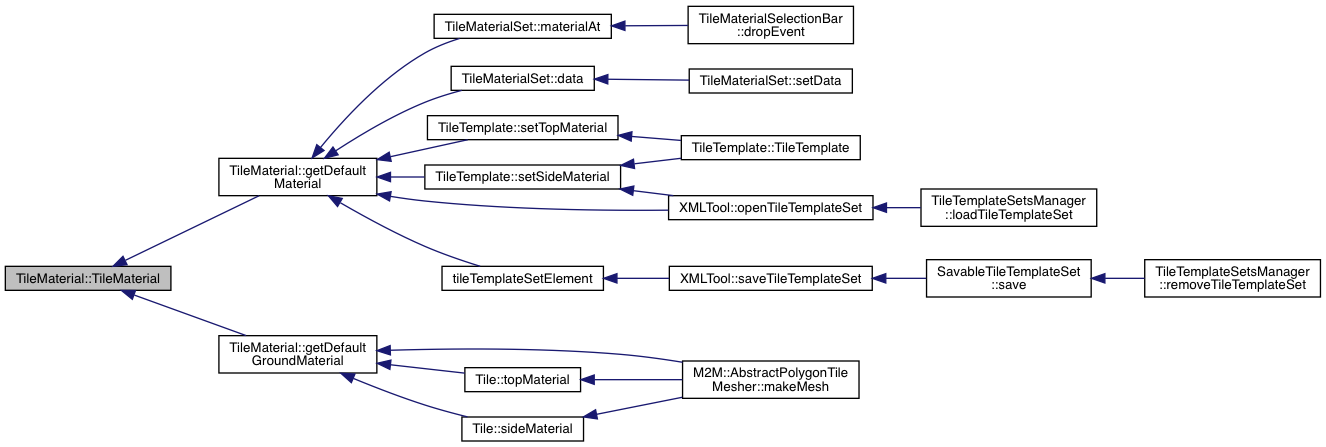 TileMaterialSet::materialAt
TileMaterialSelectionBar
::dropEvent
TileMaterialSet::data
TileMaterialSet::setData
TileTemplate::setTopMaterial
TileTemplate::TileTemplate
TileMaterial::getDefault
Material
TileTemplate::setSideMaterial
XMLTool::openTileTemplateSet
TileTemplateSetsManager
::loadTileTemplateSet
TileMaterial::TileMaterial
tileTemplateSetElement
XMLTool::saveTileTemplateSet
SavableTileTemplateSet
::save
TileTemplateSetsManager
::removeTileTemplateSet
TileMaterial::getDefault
GroundMaterial
Tile::topMaterial
M2M::AbstractPolygonTile
Mesher::makeMesh
Tile::sideMaterial